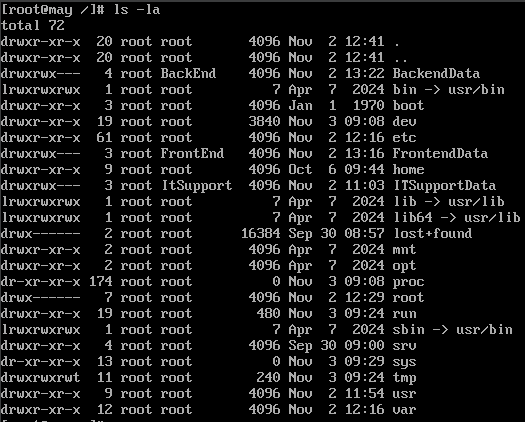 [root@may /]# ls -la
total 72
drwxr-xr-x  20 root root       4096 Nov  2 12:41 .
drwxr-xr-x  20 root root       4096 Nov  2 12:41 ..
drwxrwx---   4 root BackEnd    4096 Nov  2 13:22 BackendData
lrwxrwxrwx   1 root root          7 Apr  7  2024 bin -> usr/bin
drwxr-xr-x   3 root root       4096 Jan  1  1970 boot
drwxr-xr-x  19 root root       3840 Nov  3 09:08 dev
drwxr-xr-x  61 root root       4096 Nov  2 12:16 etc
drwxrwx---   3 root FrontEnd   4096 Nov  2 13:16 FrontendData
drwxr-xr-x   9 root root       4096 Oct  6 09:44 home
drwxrwx---   3 root ItSupport  4096 Nov  2 11:03 ITSupportData
lrwxrwxrwx   1 root root          7 Apr  7  2024 lib -> usr/lib
lrwxrwxrwx   1 root root          7 Apr  7  2024 lib64 -> usr/lib
drwx------   2 root root      16384 Sep 30 08:57 lost+found
drwxr-xr-x   2 root root       4096 Apr  7  2024 mnt
drwxr-xr-x   2 root root       4096 Apr  7  2024 opt
dr-xr-xr-x 174 root root          0 Nov  3 09:08 proc
drwx------   7 root root       4096 Nov  2 12:29 root
drwxr-xr-x  19 root root        480 Nov  3 09:24 run
lrwxrwxrwx   1 root root          7 Apr  7  2024 sbin -> usr/bin
drwxr-xr-x   4 root root       4096 Sep 30 09:00 srv
dr-xr-xr-x  13 root root          0 Nov  3 09:29 sys
drwxrwxrwt  11 root root        240 Nov  3 09:24 tmp
drwxr-xr-x   9 root root       4096 Nov  2 11:54 usr
drwxr-xr-x  12 root root       4096 Nov  2 12:16 var